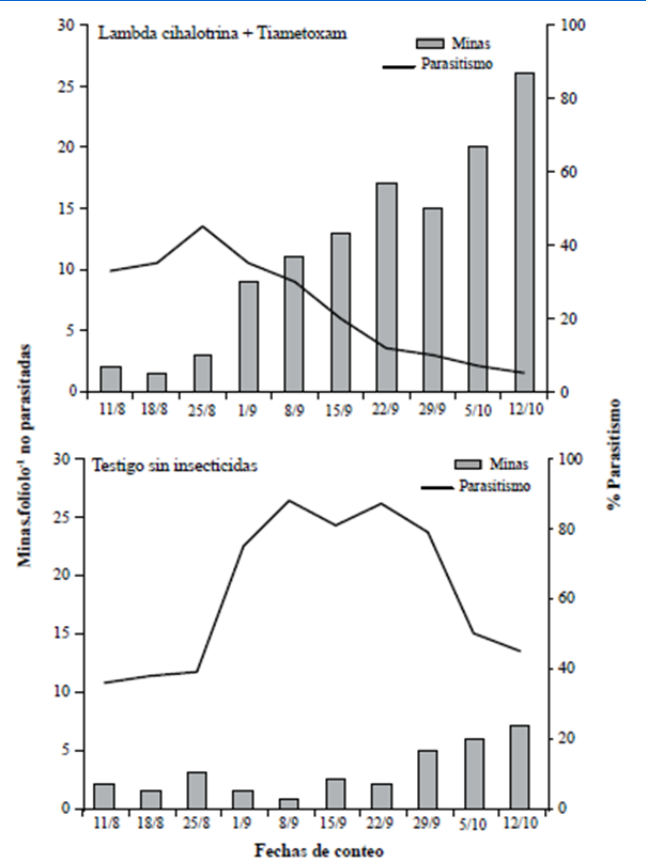 Lambda cihalotrina + Tiametoxam
Minas
Parasitismo
30
25
20
15
10
5
0
100
80
60
40
20
0
11/8 18/8 25/8 1/9 8/9 15/9 22/9 29/9 5/10 12/10
Minas.folíolo⁻¹ no parasitadas
% Parasitismo
Testigo sin insecticidas
Minas
Parasitismo
30
25
20
15
10
5
0
100
80
60
40
20
0
11/8 18/8 25/8 1/9 8/9 15/9 22/9 29/9 5/10 12/10
Fechas de conteo